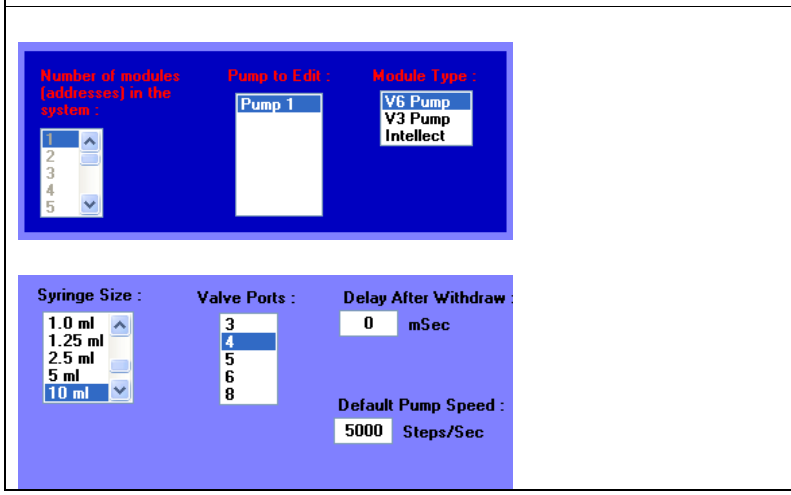 Number of modules
(addresses) in the
system :
1
2
3
4
5
Pump to Edit :
Pump 1
Module Type :
V6 Pump
V3 Pump
Intellect
Syringe Size :
1.0 ml
1.25 ml
2.5 ml
5 ml
10 ml
Valve Ports :
3
4
5
6
8
Delay After Withdraw :
0 mSec
Default Pump Speed :
5000 Steps/Sec